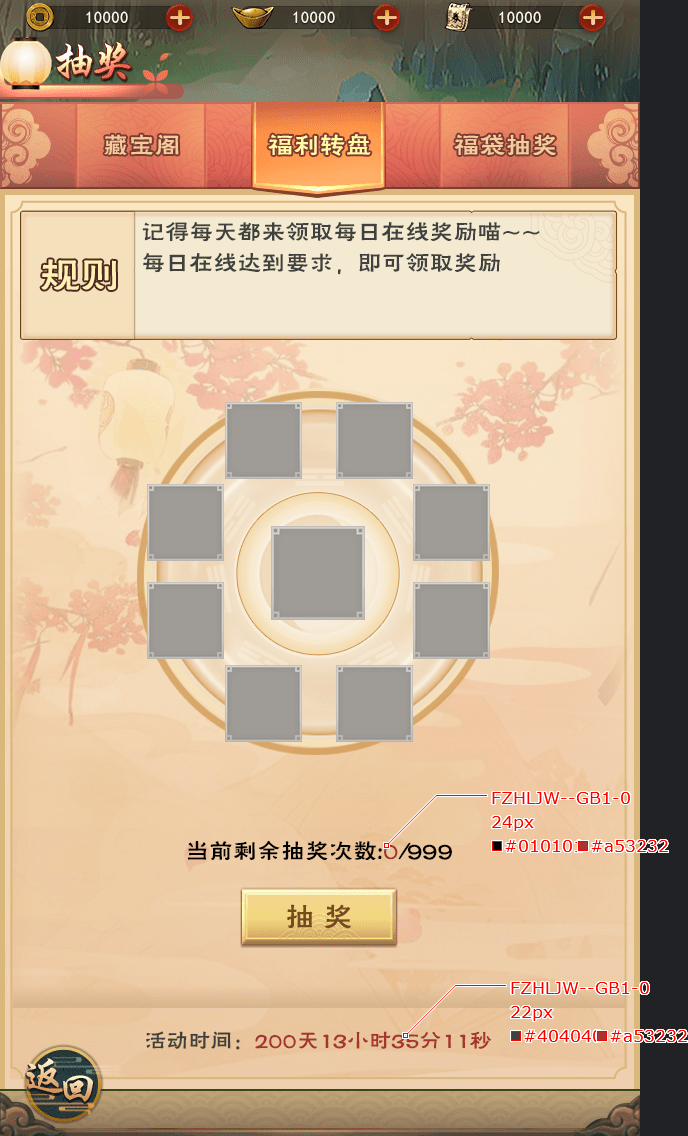 10000 10000 10000
抽奖
藏宝阁 福利转盘 福袋抽奖
规则
记得每天都来领取每日在线奖励喵~~
每日在线达到要求，即可领取奖励
FZHLJW--GB1-0
24px
#010101 #a53232
当前剩余抽奖次数:0/999
抽 奖
FZHLJW--GB1-0
22px
#404040 #a53232
活动时间：200天13小时35分11秒
返回